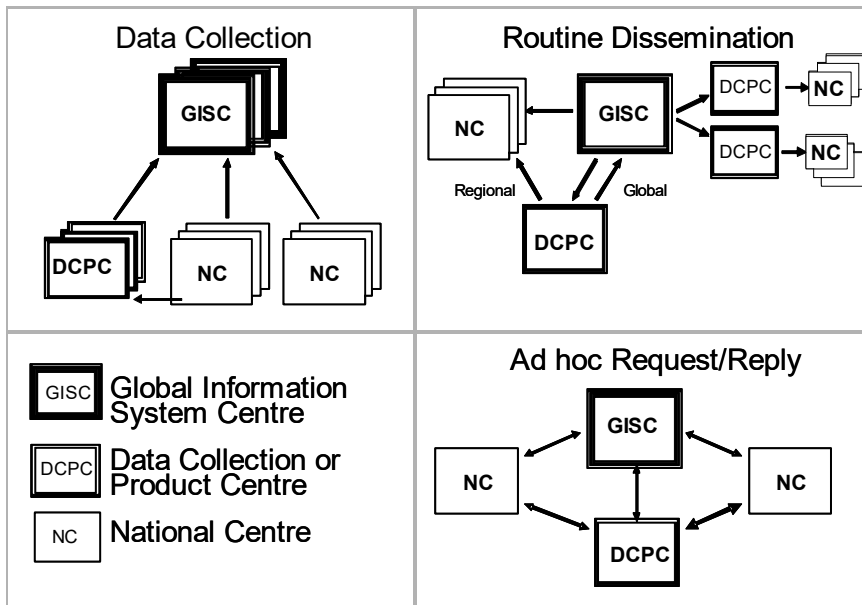 Data Collection
GISC
DCPC
NC
NC
Routine Dissemination
NC
GISC
DCPC
NC
DCPC
NC
Regional
Global
DCPC
GISC
Global Information
System Centre
DCPC
Data Collection or
Product Centre
NC
National Centre
Ad hoc Request/Reply
GISC
NC
NC
DCPC